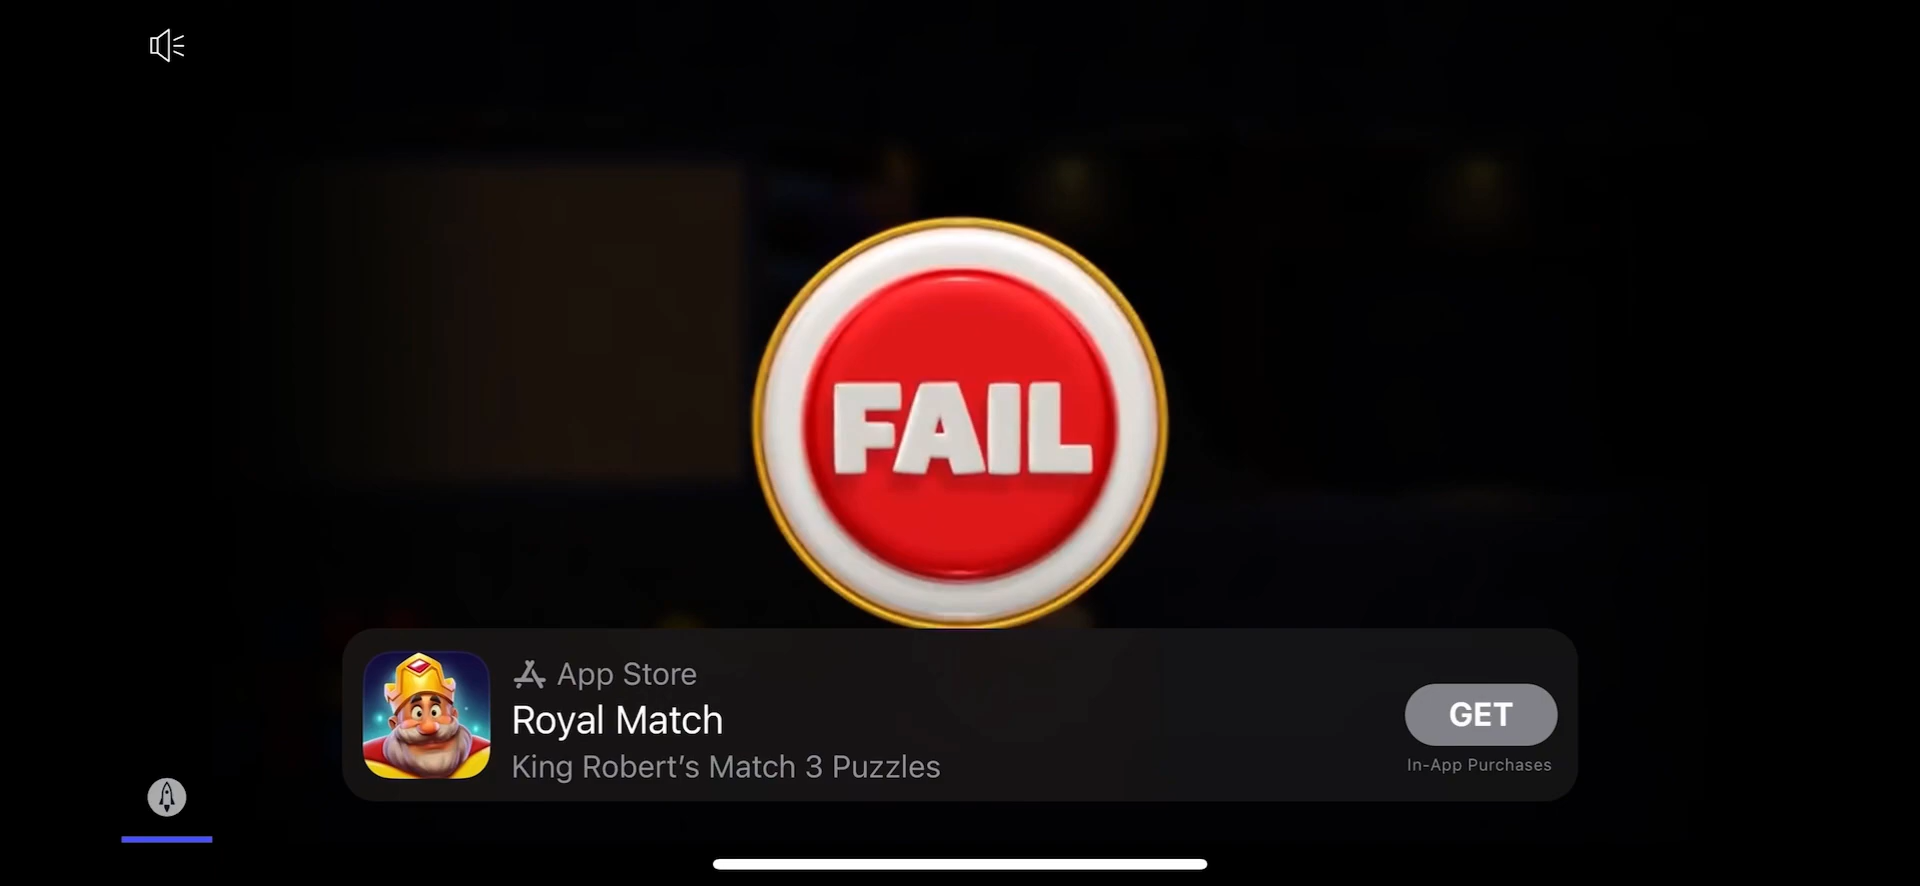 FAIL
App Store
Royal Match
King Robert’s Match 3 Puzzles
GET
In-App Purchases